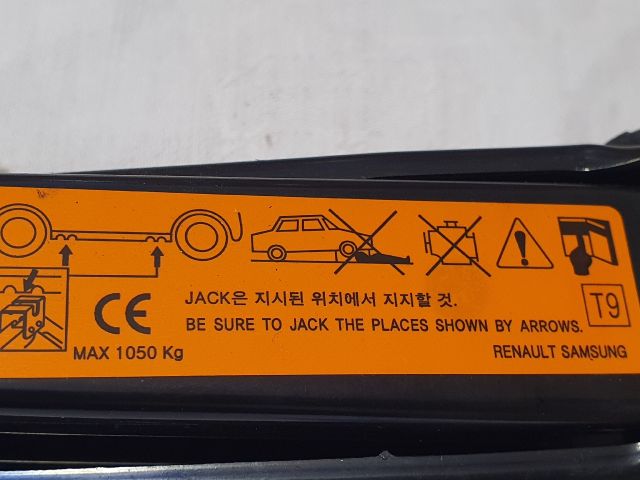 CE
MAX 1050 Kg
JACK은 지시된 위치에서 지지할 것.
BE SURE TO JACK THE PLACES SHOWN BY ARROWS.
T9
RENAULT SAMSUNG